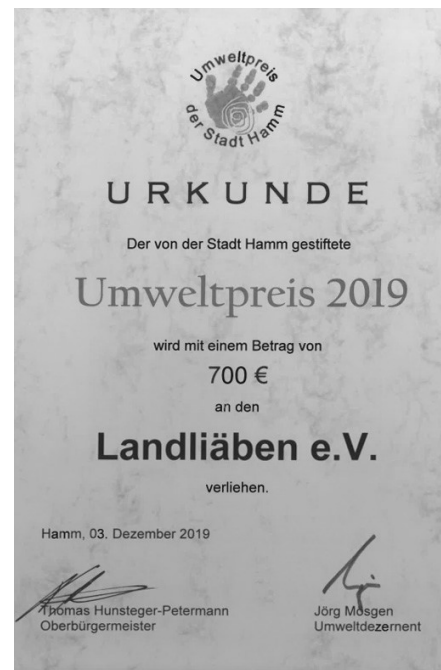 Umweltpreis
der Stadt Hamm
URKUNDE
Der von der Stadt Hamm gestiftete
Umweltpreis 2019
wird mit einem Betrag von
700 €
an den
Landliäben e.V.
verliehen.
Hamm, 03. Dezember 2019
Thomas Hunsteger-Petermann
Oberbürgermeister
Jörg Mösgen
Umweltdezernent